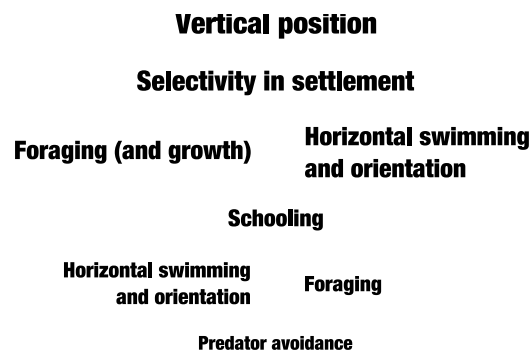 Vertical position
Selectivity in settlement
Foraging (and growth)
Horizontal swimming
and orientation
Schooling
Horizontal swimming
and orientation
Foraging
Predator avoidance